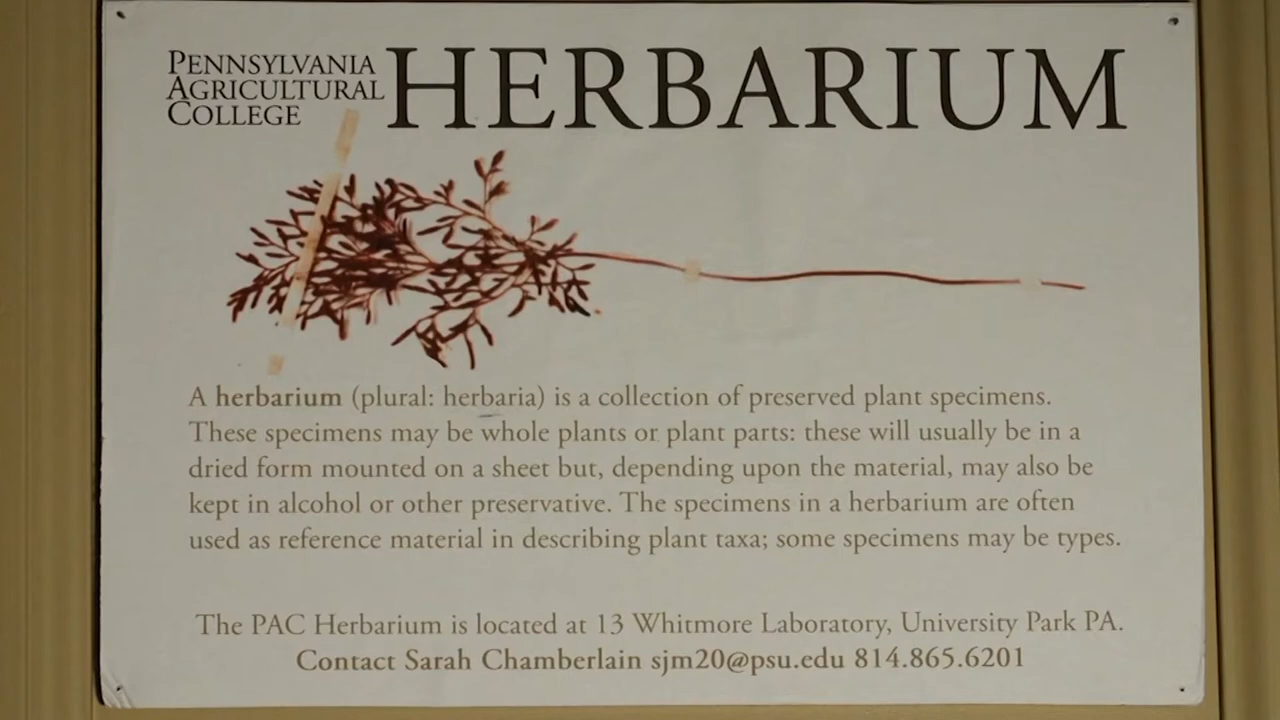 PENNSYLVANIA
AGRICULTURAL
COLLEGE
HERBARIUM
A herbarium (plural: herbaria) is a collection of preserved plant specimens.
These specimens may be whole plants or plant parts: these will usually be in a
dried form mounted on a sheet but, depending upon the material, may also be
kept in alcohol or other preservative. The specimens in a herbarium are often
used as reference material in describing plant taxa; some specimens may be types.
The PAC Herbarium is located at 13 Whitmore Laboratory, University Park PA.
Contact Sarah Chamberlain sjm20@psu.edu 814.865.6201